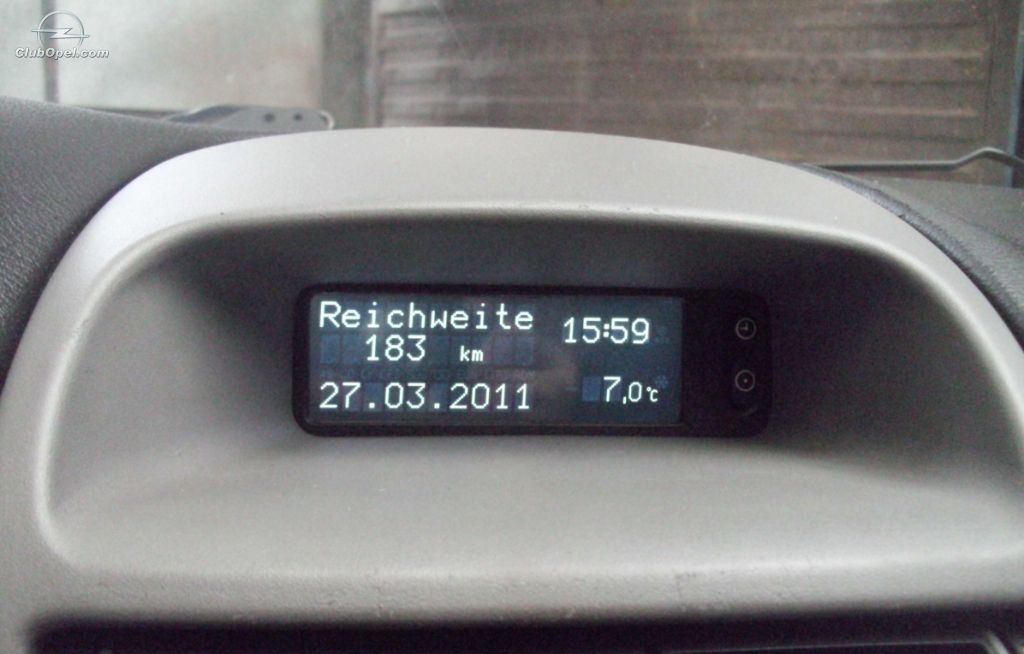 ClubOpel.com
Reichweite
183 km
15:59
27.03.2011
7,0°C